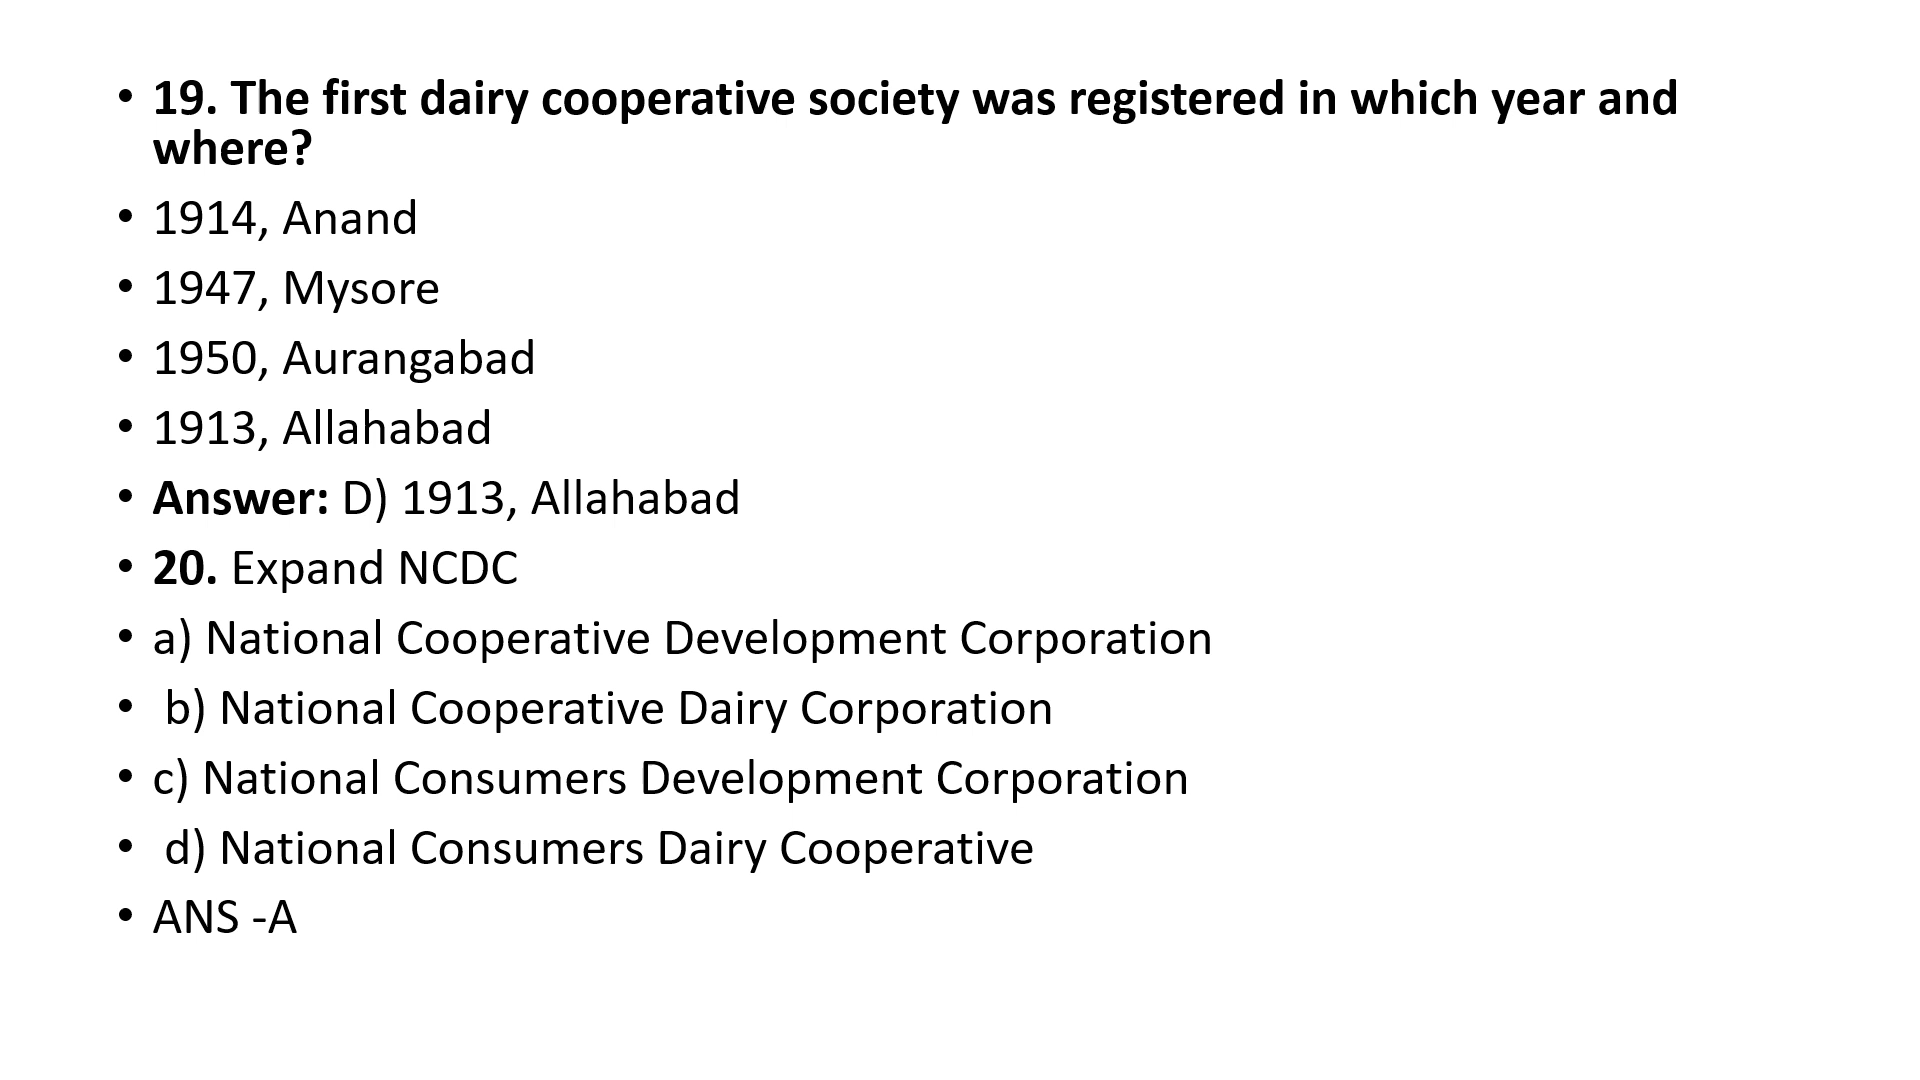 • 19. The first dairy cooperative society was registered in which year and
where?
• 1914, Anand
• 1947, Mysore
• 1950, Aurangabad
• 1913, Allahabad
• Answer: D) 1913, Allahabad
• 20. Expand NCDC
• a) National Cooperative Development Corporation
• b) National Cooperative Dairy Corporation
• c) National Consumers Development Corporation
• d) National Consumers Dairy Cooperative
• ANS -A